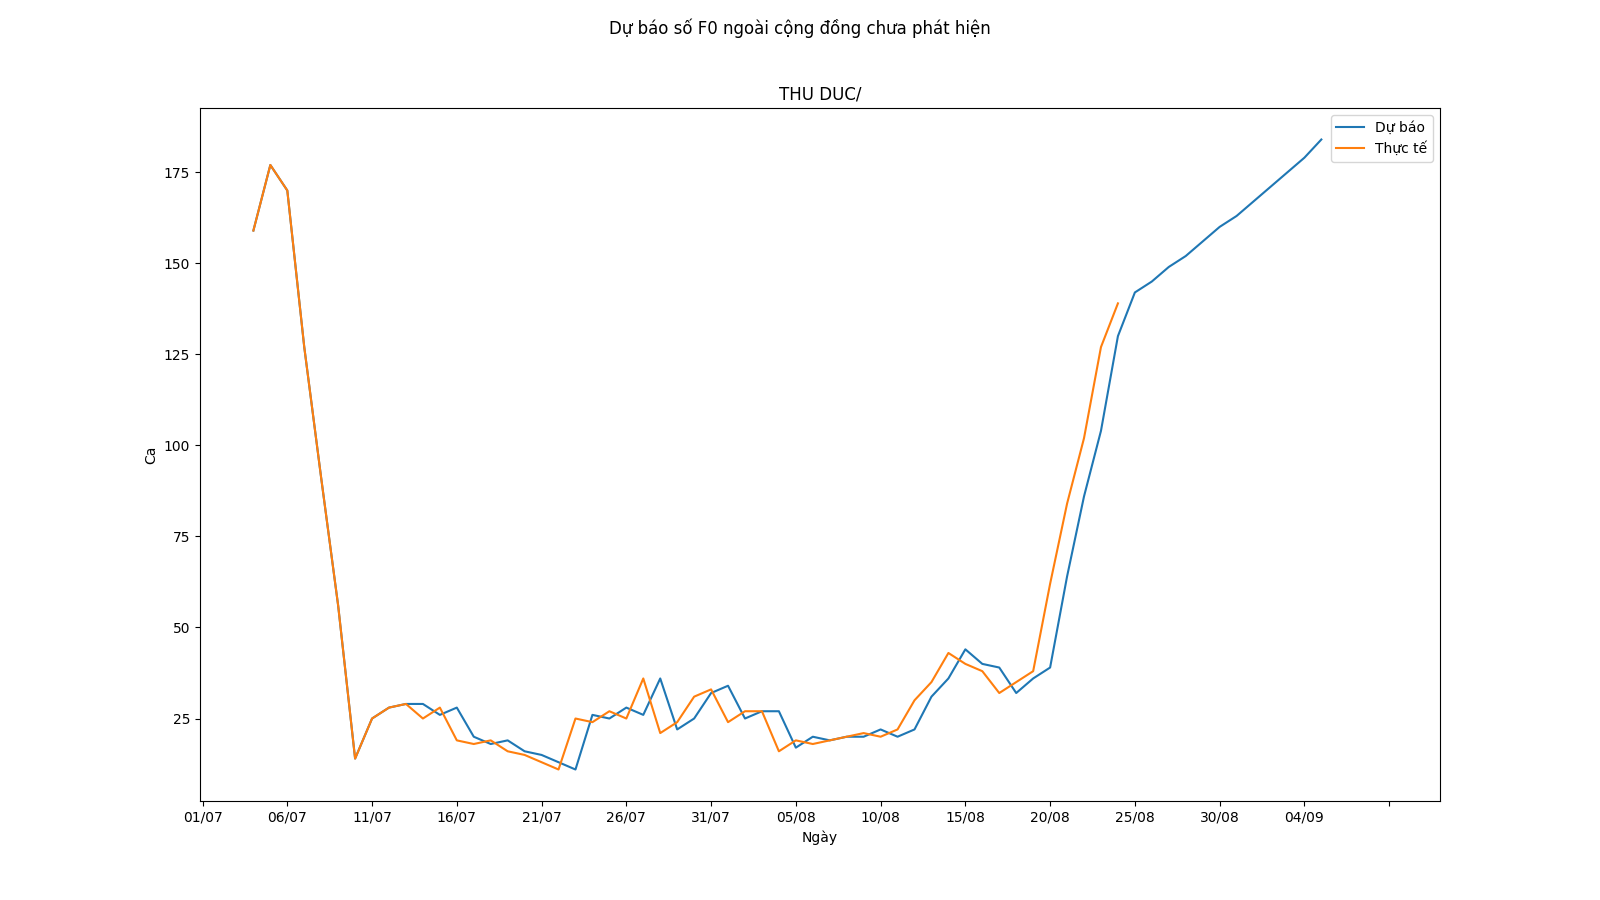 Dự báo số F0 ngoài cộng đồng chưa phát hiện
THU DUC/
Dự báo
Thực tế
175
150
125
100
75
50
25
Ca
01/07 06/07 11/07 16/07 21/07 26/07 31/07 05/08 10/08 15/08 20/08 25/08 30/08 04/09
Ngày